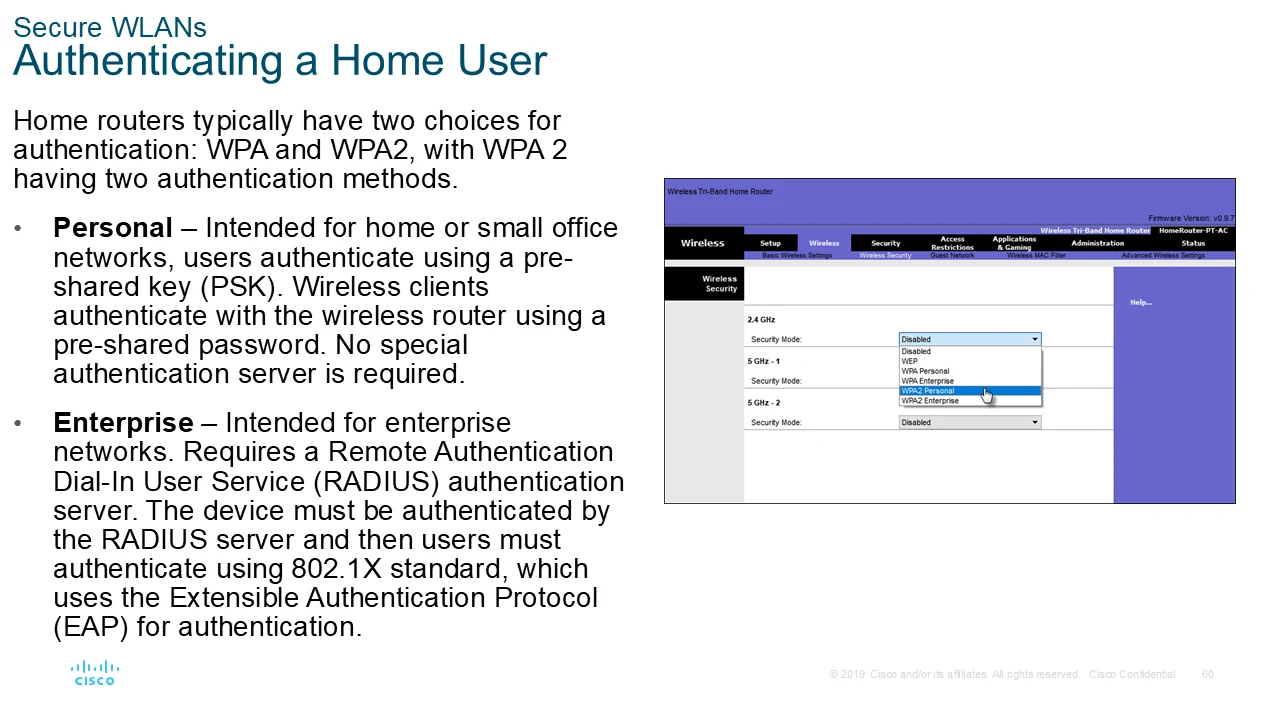 Secure WLANs
Authenticating a Home User
Home routers typically have two choices for
authentication: WPA and WPA2, with WPA 2
having two authentication methods.
• Personal – Intended for home or small office
networks, users authenticate using a pre-
shared key (PSK). Wireless clients
authenticate with the wireless router using a
pre-shared password. No special
authentication server is required.
• Enterprise – Intended for enterprise
networks. Requires a Remote Authentication
Dial-In User Service (RADIUS) authentication
server. The device must be authenticated by
the RADIUS server and then users must
authenticate using 802.1X standard, which
uses the Extensible Authentication Protocol
(EAP) for authentication.
Wireless Tri-Band Home Router
Firmware Version: v0.9.7
Wireless Tri-Band Home Router HomeRouter-PT-AC
Wireless
Setup Wireless Security Access Restrictions Applications & Gaming Administration Status
Basic Wireless Settings Wireless Security Guest Network Wireless MAC Filter Advanced Wireless Settings
Wireless
Security
Help...
2.4 GHz
Security Mode: Disabled
Disabled
WEP
5 GHz - 1
WPA Personal
Security Mode: WPA Enterprise
WPA2 Personal
WPA2 Enterprise
5 GHz - 2
Security Mode: Disabled
CISCO
© 2019 Cisco and/or its affiliates. All rights reserved. Cisco Confidential 60